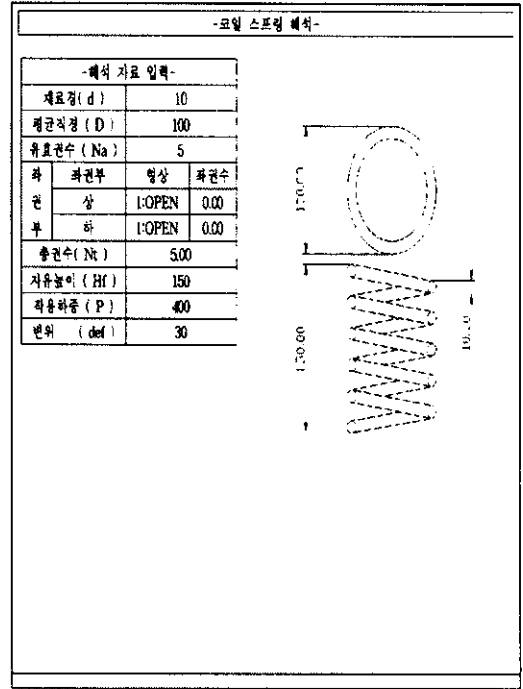 -코일 스프링 해석-
-해석 자료 입력-
재료경( d ) 10
평균직경 ( D ) 100
유효권수 ( Na ) 5
좌권부 좌권부 형상 좌권수
상 1:OPEN 0.00
하 1:OPEN 0.00
총권수( Nt ) 5.00
자유높이 ( Hf ) 150
작용하중 ( P ) 400
변위 ( def ) 30